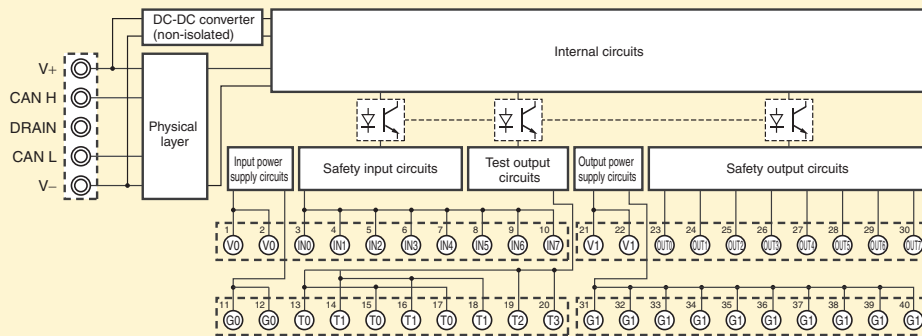 DC-DC converter
(non-isolated)
Internal circuits
V+
CAN H
DRAIN
CAN L
V–
Physical
layer
Input power
supply circuits
Safety input circuits
Test output
circuits
Output power
supply circuits
Safety output circuits
1 2 3 4 5 6 7 8 9 10 21 22 23 24 25 26 27 28 29 30
V0 V0 IN0 IN1 IN2 IN3 IN4 IN5 IN6 IN7 V1 V1 OUT0 OUT1 OUT2 OUT3 OUT4 OUT5 OUT6 OUT7
11 12 13 14 15 16 17 18 19 20 31 32 33 34 35 36 37 38 39 40
G0 G0 T0 T1 T0 T1 T0 T1 T2 T3 G1 G1 G1 G1 G1 G1 G1 G1 G1 G1